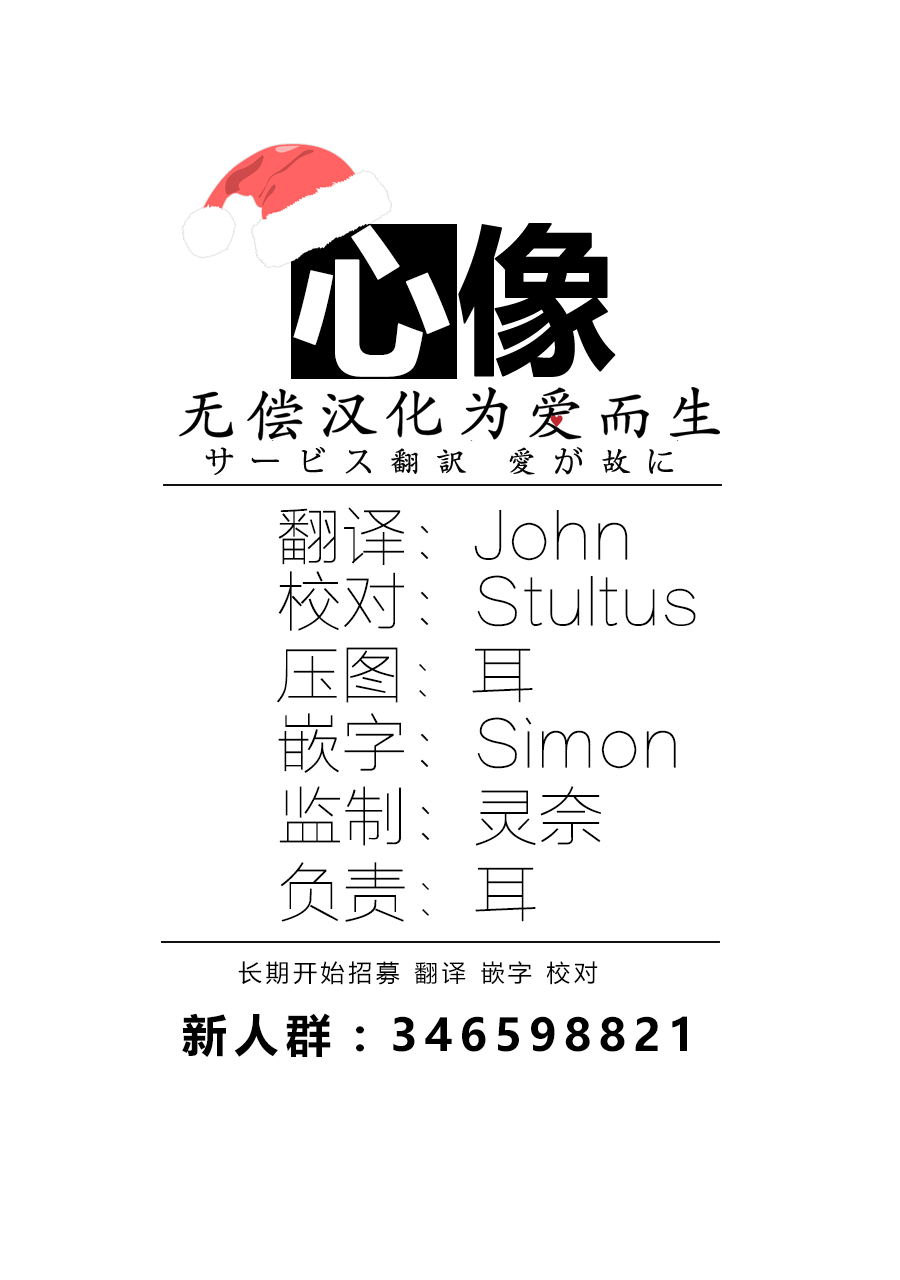 心像
无偿汉化为爱而生
サービス翻訳 愛が故に
翻译：John
校对：Stultus
压图：耳
嵌字：Simon
监制：灵奈
负责：耳
长期开始招募 翻译 嵌字 校对
新人群：346598821